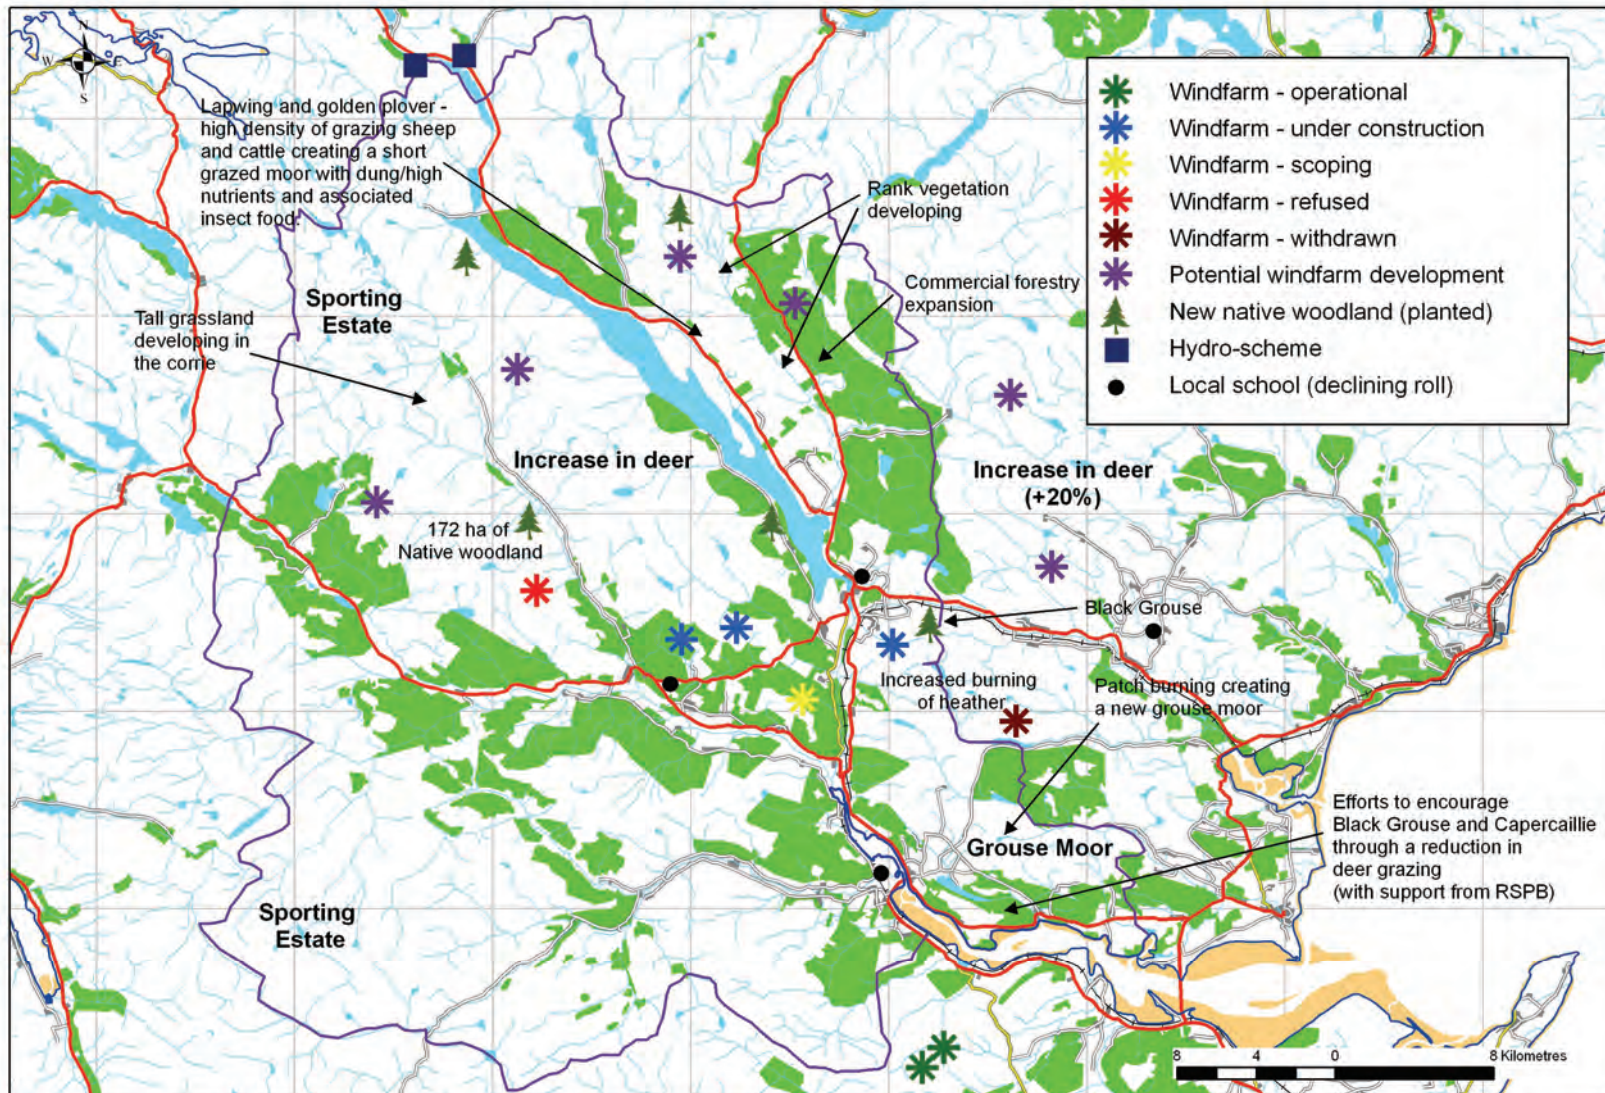 N
W
E
S
Lapwing and golden plover -
high density of grazing sheep
and cattle creating a short
grazed moor with dung/high
nutrients and associated
insect food.
Windfarm - operational
Windfarm - under construction
Windfarm - scoping
Windfarm - refused
Windfarm - withdrawn
Potential windfarm development
New native woodland (planted)
Hydro-scheme
Local school (declining roll)
Rank vegetation
developing
Commercial forestry
expansion
Sporting
Estate
Tall grassland
developing in
the corrie
Increase in deer
Increase in deer
(+20%)
172 ha of
Native woodland
Black Grouse
Increased burning
of heather
Patch burning creating
a new grouse moor
Efforts to encourage
Black Grouse and Capercaillie
through a reduction in
deer grazing
(with support from RSPB)
Grouse Moor
Sporting
Estate
8 4 0 8 Kilometres